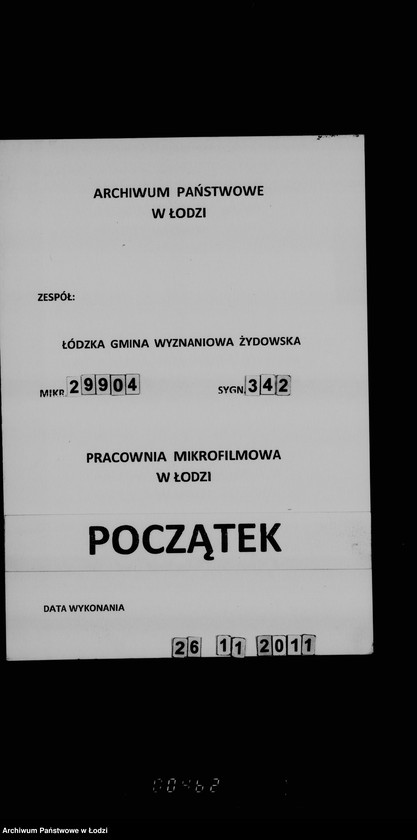 ARCHIWUM PAŃSTWOWE
W ŁODZI
ZESPÓŁ:
ŁÓDZKA GMINA WYZNANIOWA ŻYDOWSKA
MIKR. 29904 SYGN. 342
PRACOWNIA MIKROFILMOWA
W ŁODZI
POCZĄTEK
DATA WYKONANIA
26 11 2011
00462
Archiwum Państwowe w Łodzi